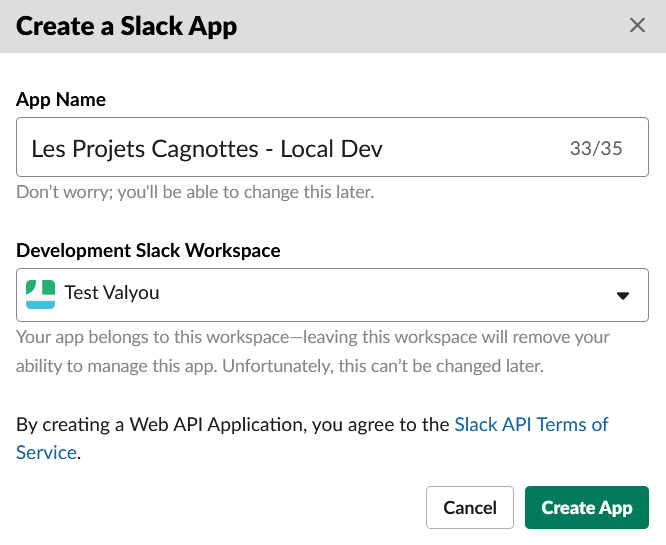 Create a Slack App
App Name
Les Projets Cagnottes - Local Dev 33/35
Don't worry; you'll be able to change this later.
Development Slack Workspace
Test Valyou
Your app belongs to this workspace—leaving this workspace will remove your
ability to manage this app. Unfortunately, this can't be changed later.
By creating a Web API Application, you agree to the Slack API Terms of
Service.
Cancel Create App